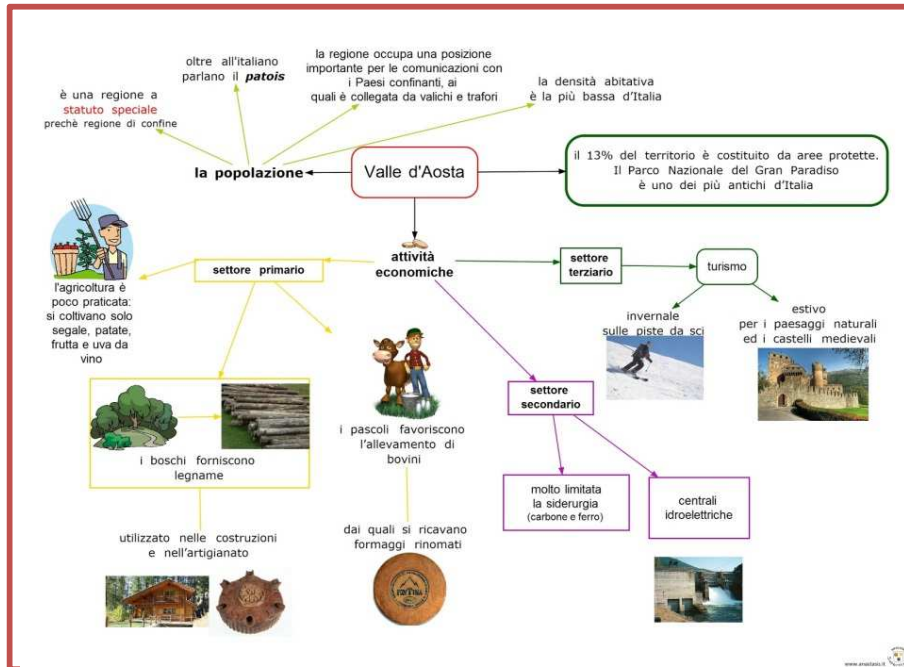 la regione occupa una posizione
importante per le comunicazioni con
i Paesi confinanti, ai
quali è collegata da valichi e trafori
oltre all'italiano
parlano il patois
è una regione a
statuto speciale
prechè regione di confine
la densità abitativa
è la più bassa d'Italia
la popolazione
Valle d'Aosta
il 13% del territorio è costituito da aree protette.
Il Parco Nazionale del Gran Paradiso
è uno dei più antichi d'Italia
attività
economiche
settore primario
settore
terziario
turismo
l'agricoltura è
poco praticata:
si coltivano solo
segale, patate,
frutta e uva da
vino
invernale
sulle piste da sci
estivo
per i paesaggi naturali
ed i castelli medievali
settore
secondario
i boschi forniscono
legname
i pascoli favoriscono
l'allevamento di
bovini
molto limitata
la siderurgia
(carbone e ferro)
centrali
idroelettriche
utilizzato nelle costruzioni
e nell'artigianato
dai quali si ricavano
formaggi rinomati
FONTINA
www.anastasis.it